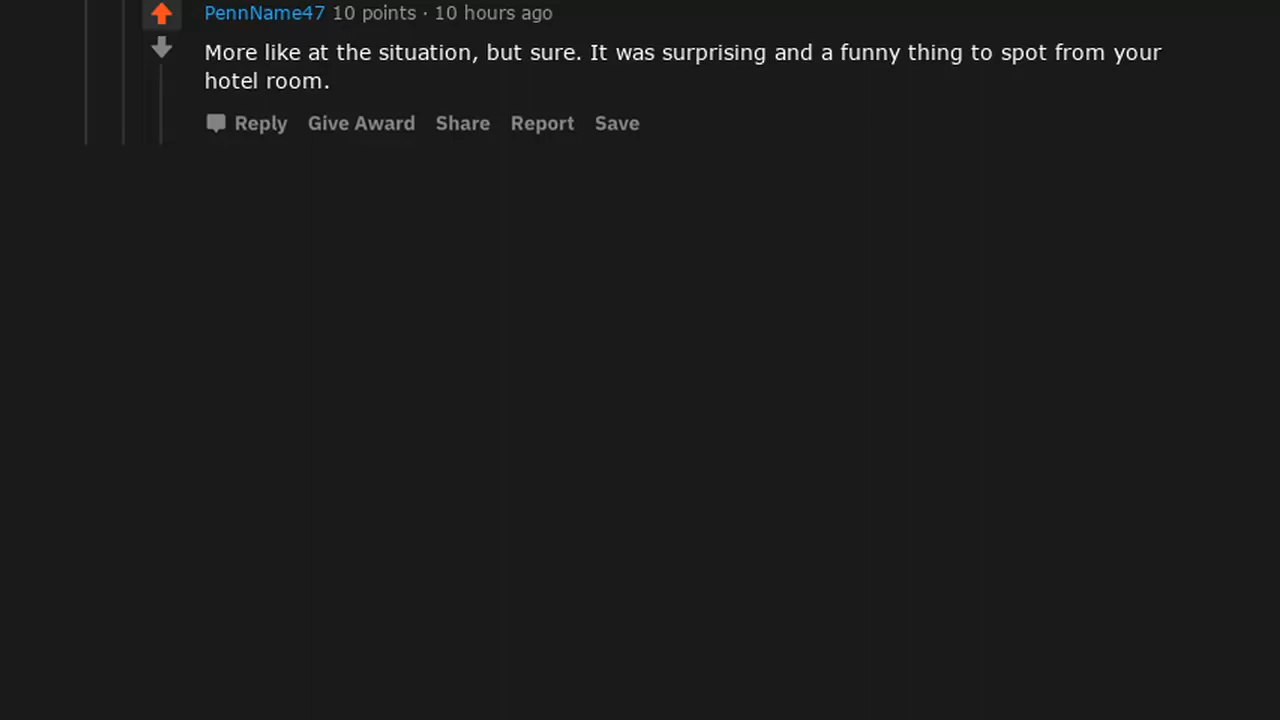 PennName47 10 points · 10 hours ago
More like at the situation, but sure. It was surprising and a funny thing to spot from your
hotel room.
Reply Give Award Share Report Save